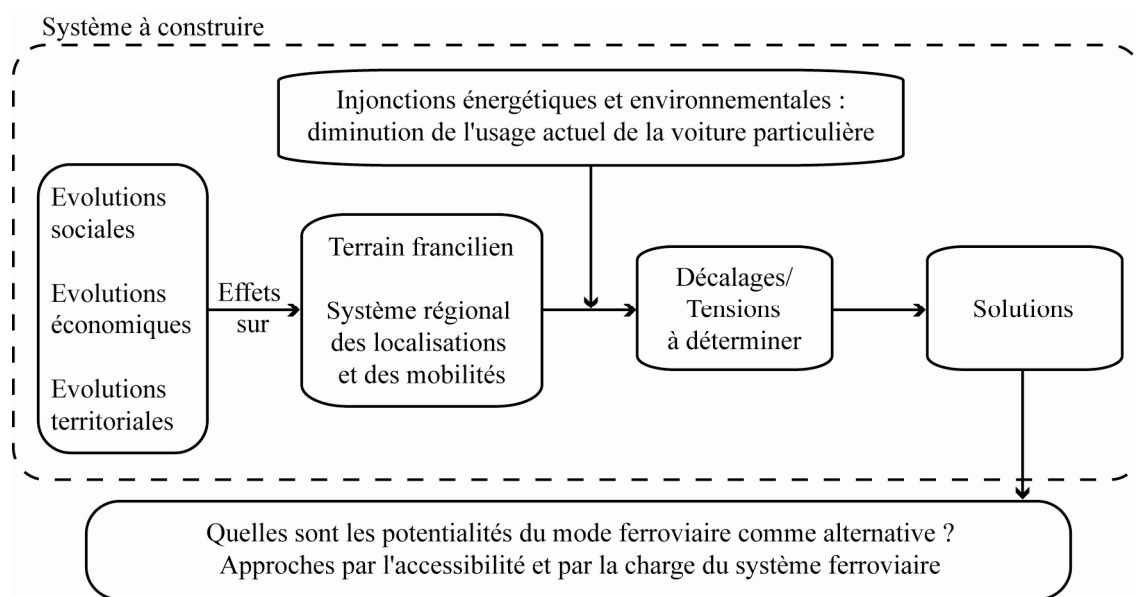 Système à construire
Injonctions énergétiques et environnementales :
diminution de l'usage actuel de la voiture particulière
Evolutions
sociales
Evolutions
économiques
Evolutions
territoriales
Effets
sur
Terrain francilien
Système régional
des localisations
et des mobilités
Décalages/
Tensions
à déterminer
Solutions
Quelles sont les potentialités du mode ferroviaire comme alternative ?
Approches par l'accessibilité et par la charge du système ferroviaire